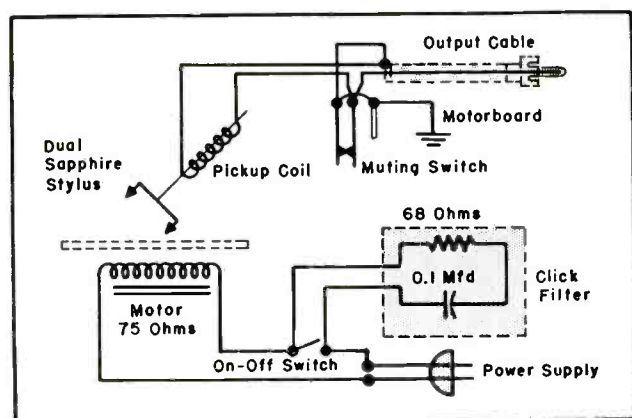 Output Cable
Motorboard
Dual
Sapphire
Stylus
Pickup Coil
Muting Switch
68 Ohms
0.1 Mfd
Click
Filter
Motor
75 Ohms
On-Off Switch
Power Supply